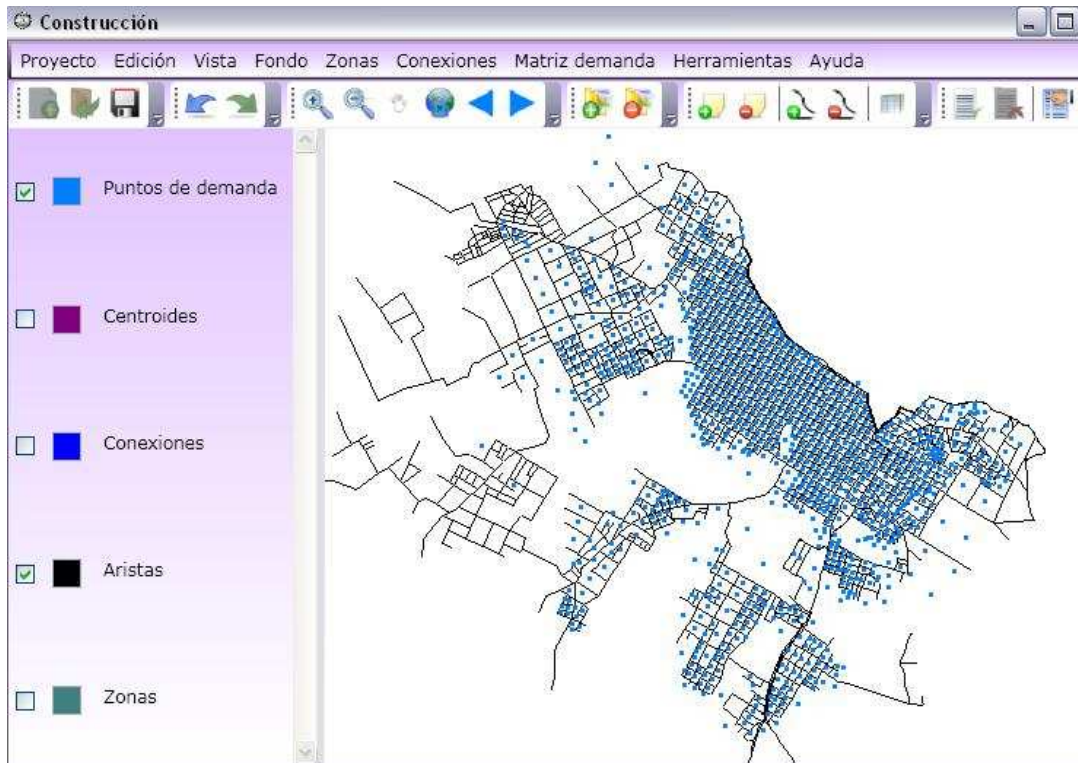 Construcción
Proyecto Edición Vista Fondo Zonas Conexiones Matriz demanda Herramientas Ayuda
Puntos de demanda
Centroides
Conexiones
Aristas
Zonas